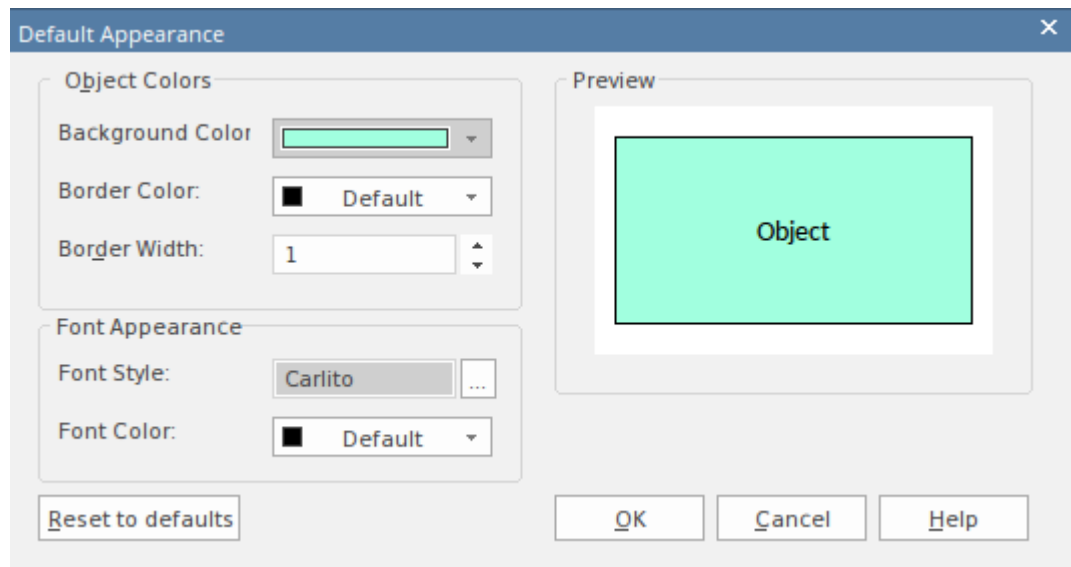 Default Appearance
Object Colors
Background Color
Border Color:
Default
Border Width:
1
Font Appearance
Font Style:
Carlito
...
Font Color:
Default
Preview
Object
Reset to defaults
OK
Cancel
Help